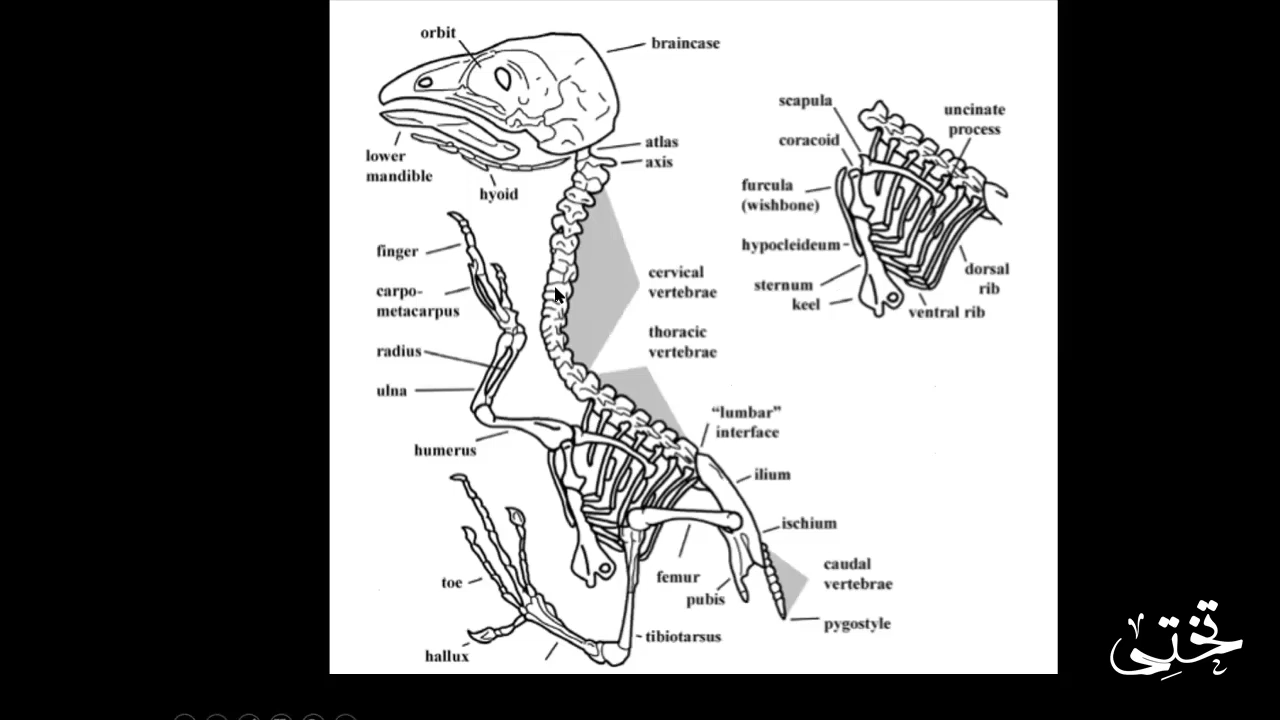 orbit
braincase
atlas
axis
lower
mandible
hyoid
finger
carpo-
metacarpus
radius
ulna
humerus
cervical
vertebrae
thoracic
vertebrae
“lumbar”
interface
ilium
ischium
caudal
vertebrae
pygostyle
femur
pubis
tibiotarsus
toe
hallux
scapula
uncinate
process
coracoid
furcula
(wishbone)
hypocleideum
sternum
keel
dorsal
rib
ventral rib
تختی